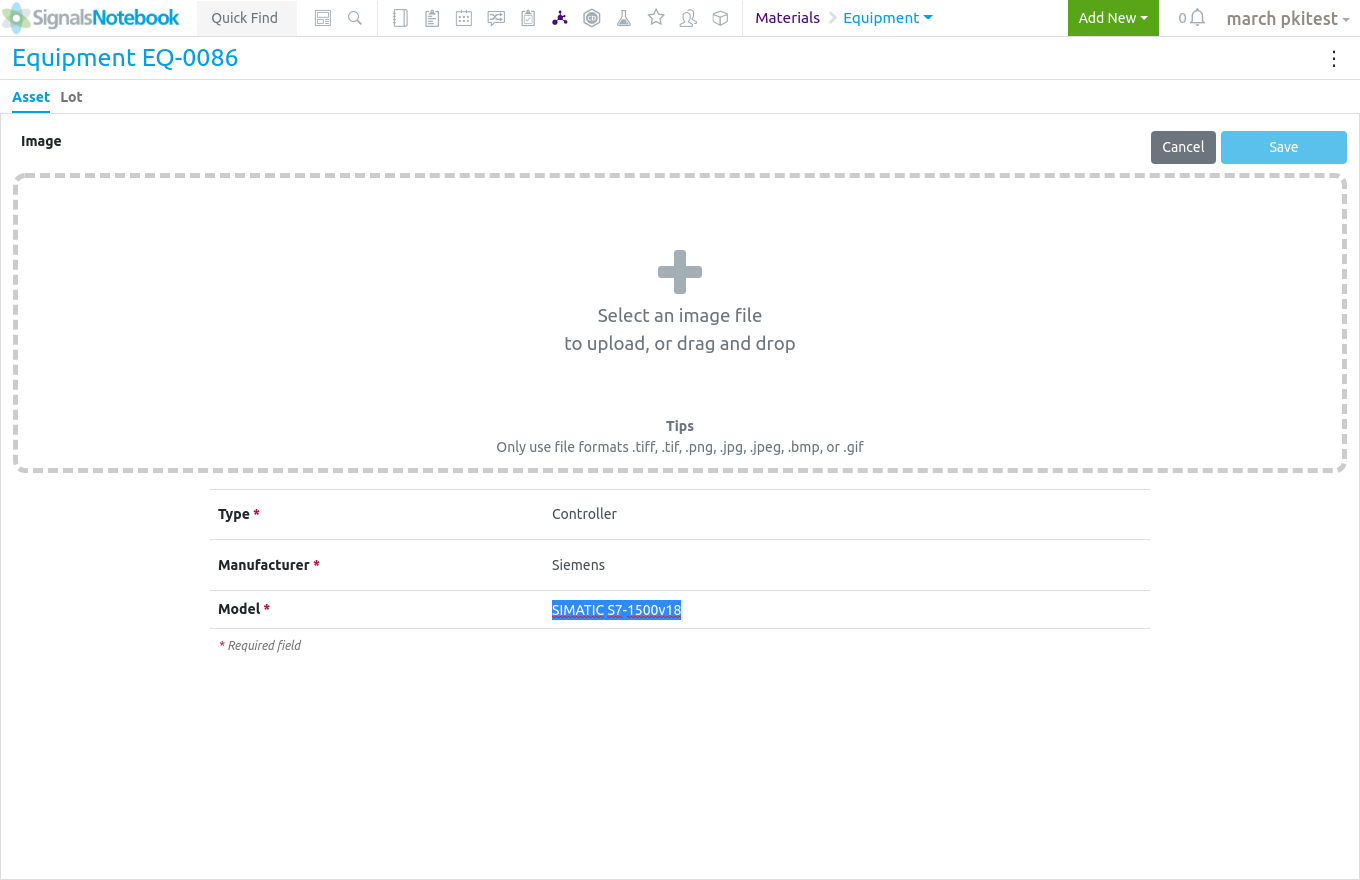 SignalsNotebook Quick Find Materials Equipment Add New 0 march pkitest
Equipment EQ-0086
Asset Lot
Image Cancel Save
Select an image file
to upload, or drag and drop
Tips
Only use file formats .tiff, .tif, .png, .jpg, .jpeg, .bmp, or .gif
Type * Controller
Manufacturer * Siemens
Model * SIMATIC S7-1500v18
* Required field